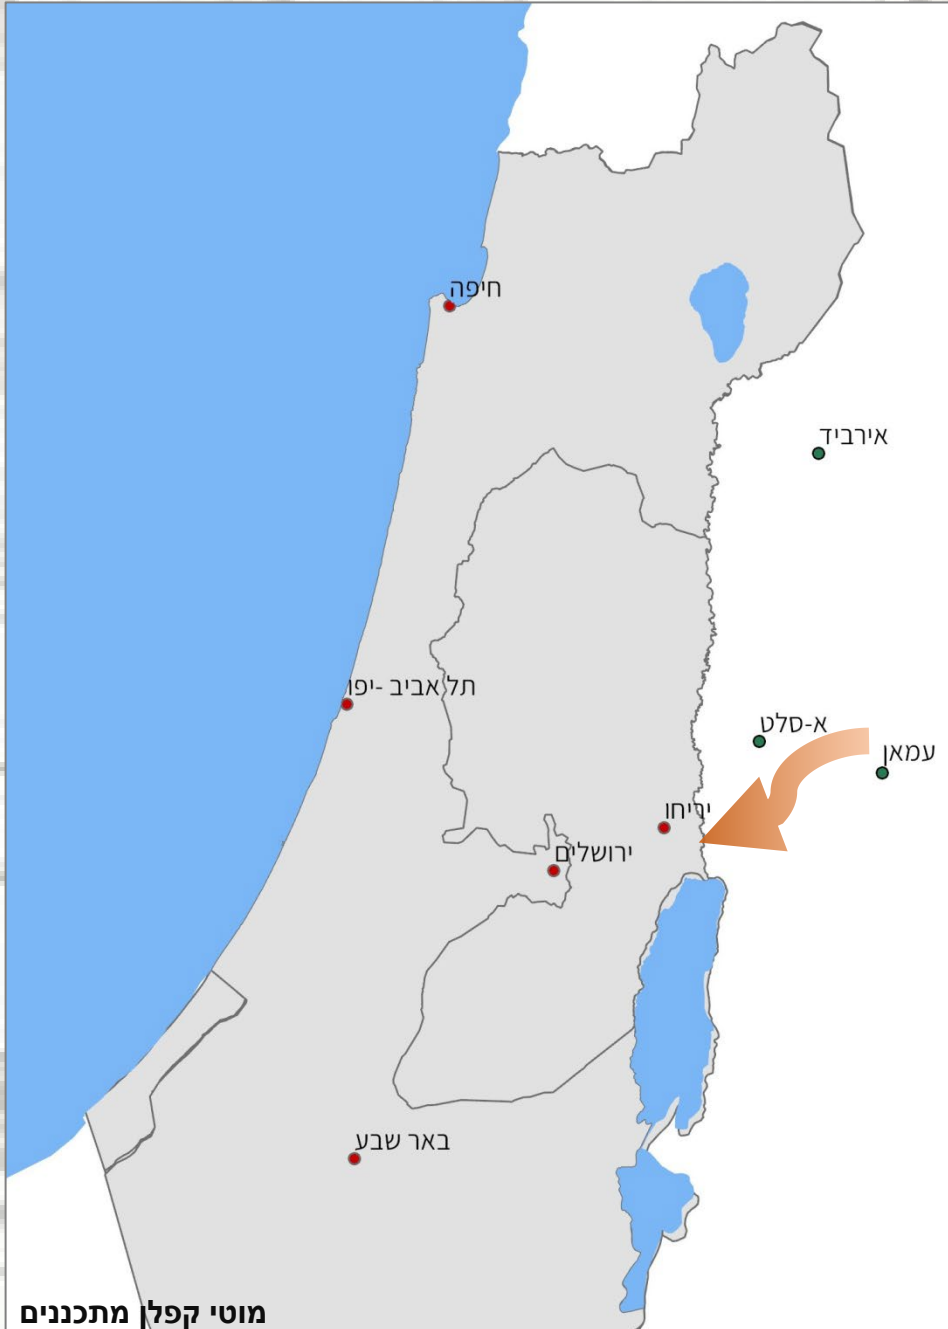 חיפה
אירביד
תל אביב -יפו
א-סלט
עמאן
יריחו
ירושלים
באר שבע
מוטי קפלן מתכננים